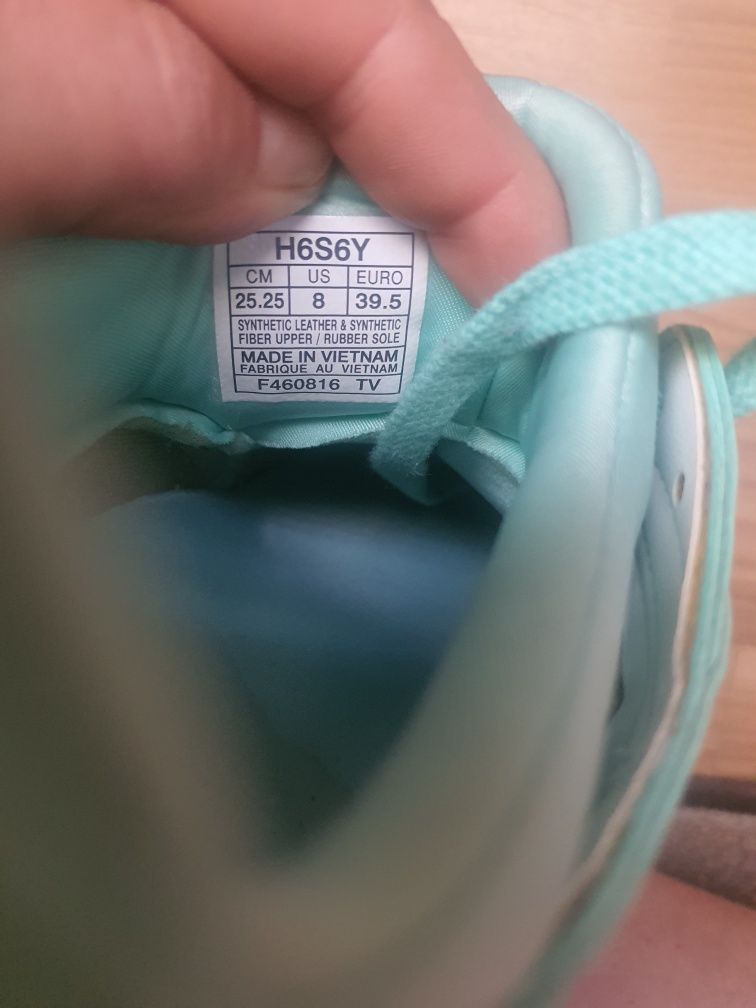 H6S6Y
CM US EURO
25.25 8 39.5
SYNTHETIC LEATHER & SYNTHETIC
FIBER UPPER / RUBBER SOLE
MADE IN VIETNAM
FABRIQUE AU VIETNAM
F460816 TV